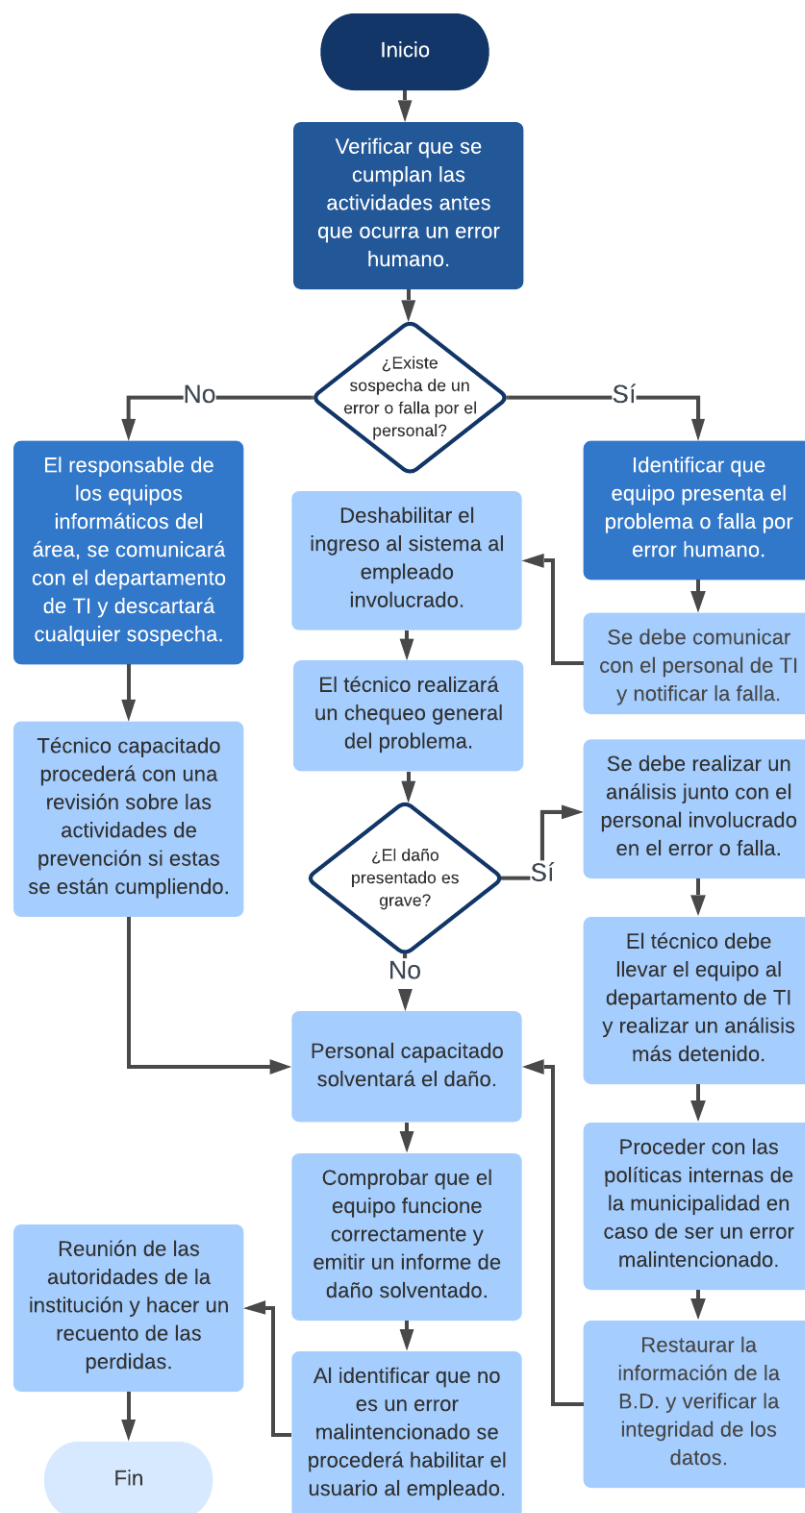 Inicio
Verificar que se
cumplan las
actividades antes
que ocurra un error
humano.
¿Existe
sospecha de un
error o falla por el
personal?
No
Sí
El responsable de
los equipos
informáticos del
área, se comunicará
con el departamento
de TI y descartará
cualquier sospecha.
Técnico capacitado
procederá con una
revisión sobre las
actividades de
prevención si estas
se están cumpliendo.
Identificar que
equipo presenta el
problema o falla por
error humano.
Se debe comunicar
con el personal de TI
y notificar la falla.
Deshabilitar el
ingreso al sistema al
empleado
involucrado.
El técnico realizará
un chequeo general
del problema.
¿El daño
presentado es
grave?
Sí
No
Se debe realizar un
análisis junto con el
personal involucrado
en el error o falla.
El técnico debe
llevar el equipo al
departamento de TI
y realizar un análisis
más detenido.
Proceder con las
políticas internas de
la municipalidad en
caso de ser un error
malintencionado.
Restaurar la
información de la
B.D. y verificar la
integridad de los
datos.
Personal capacitado
solventará el daño.
Comprobar que el
equipo funcione
correctamente y
emitir un informe de
daño solventado.
Al identificar que no
es un error
malintencionado se
procederá habilitar el
usuario al empleado.
Reunión de las
autoridades de la
institución y hacer un
recuento de las
perdidas.
Fin